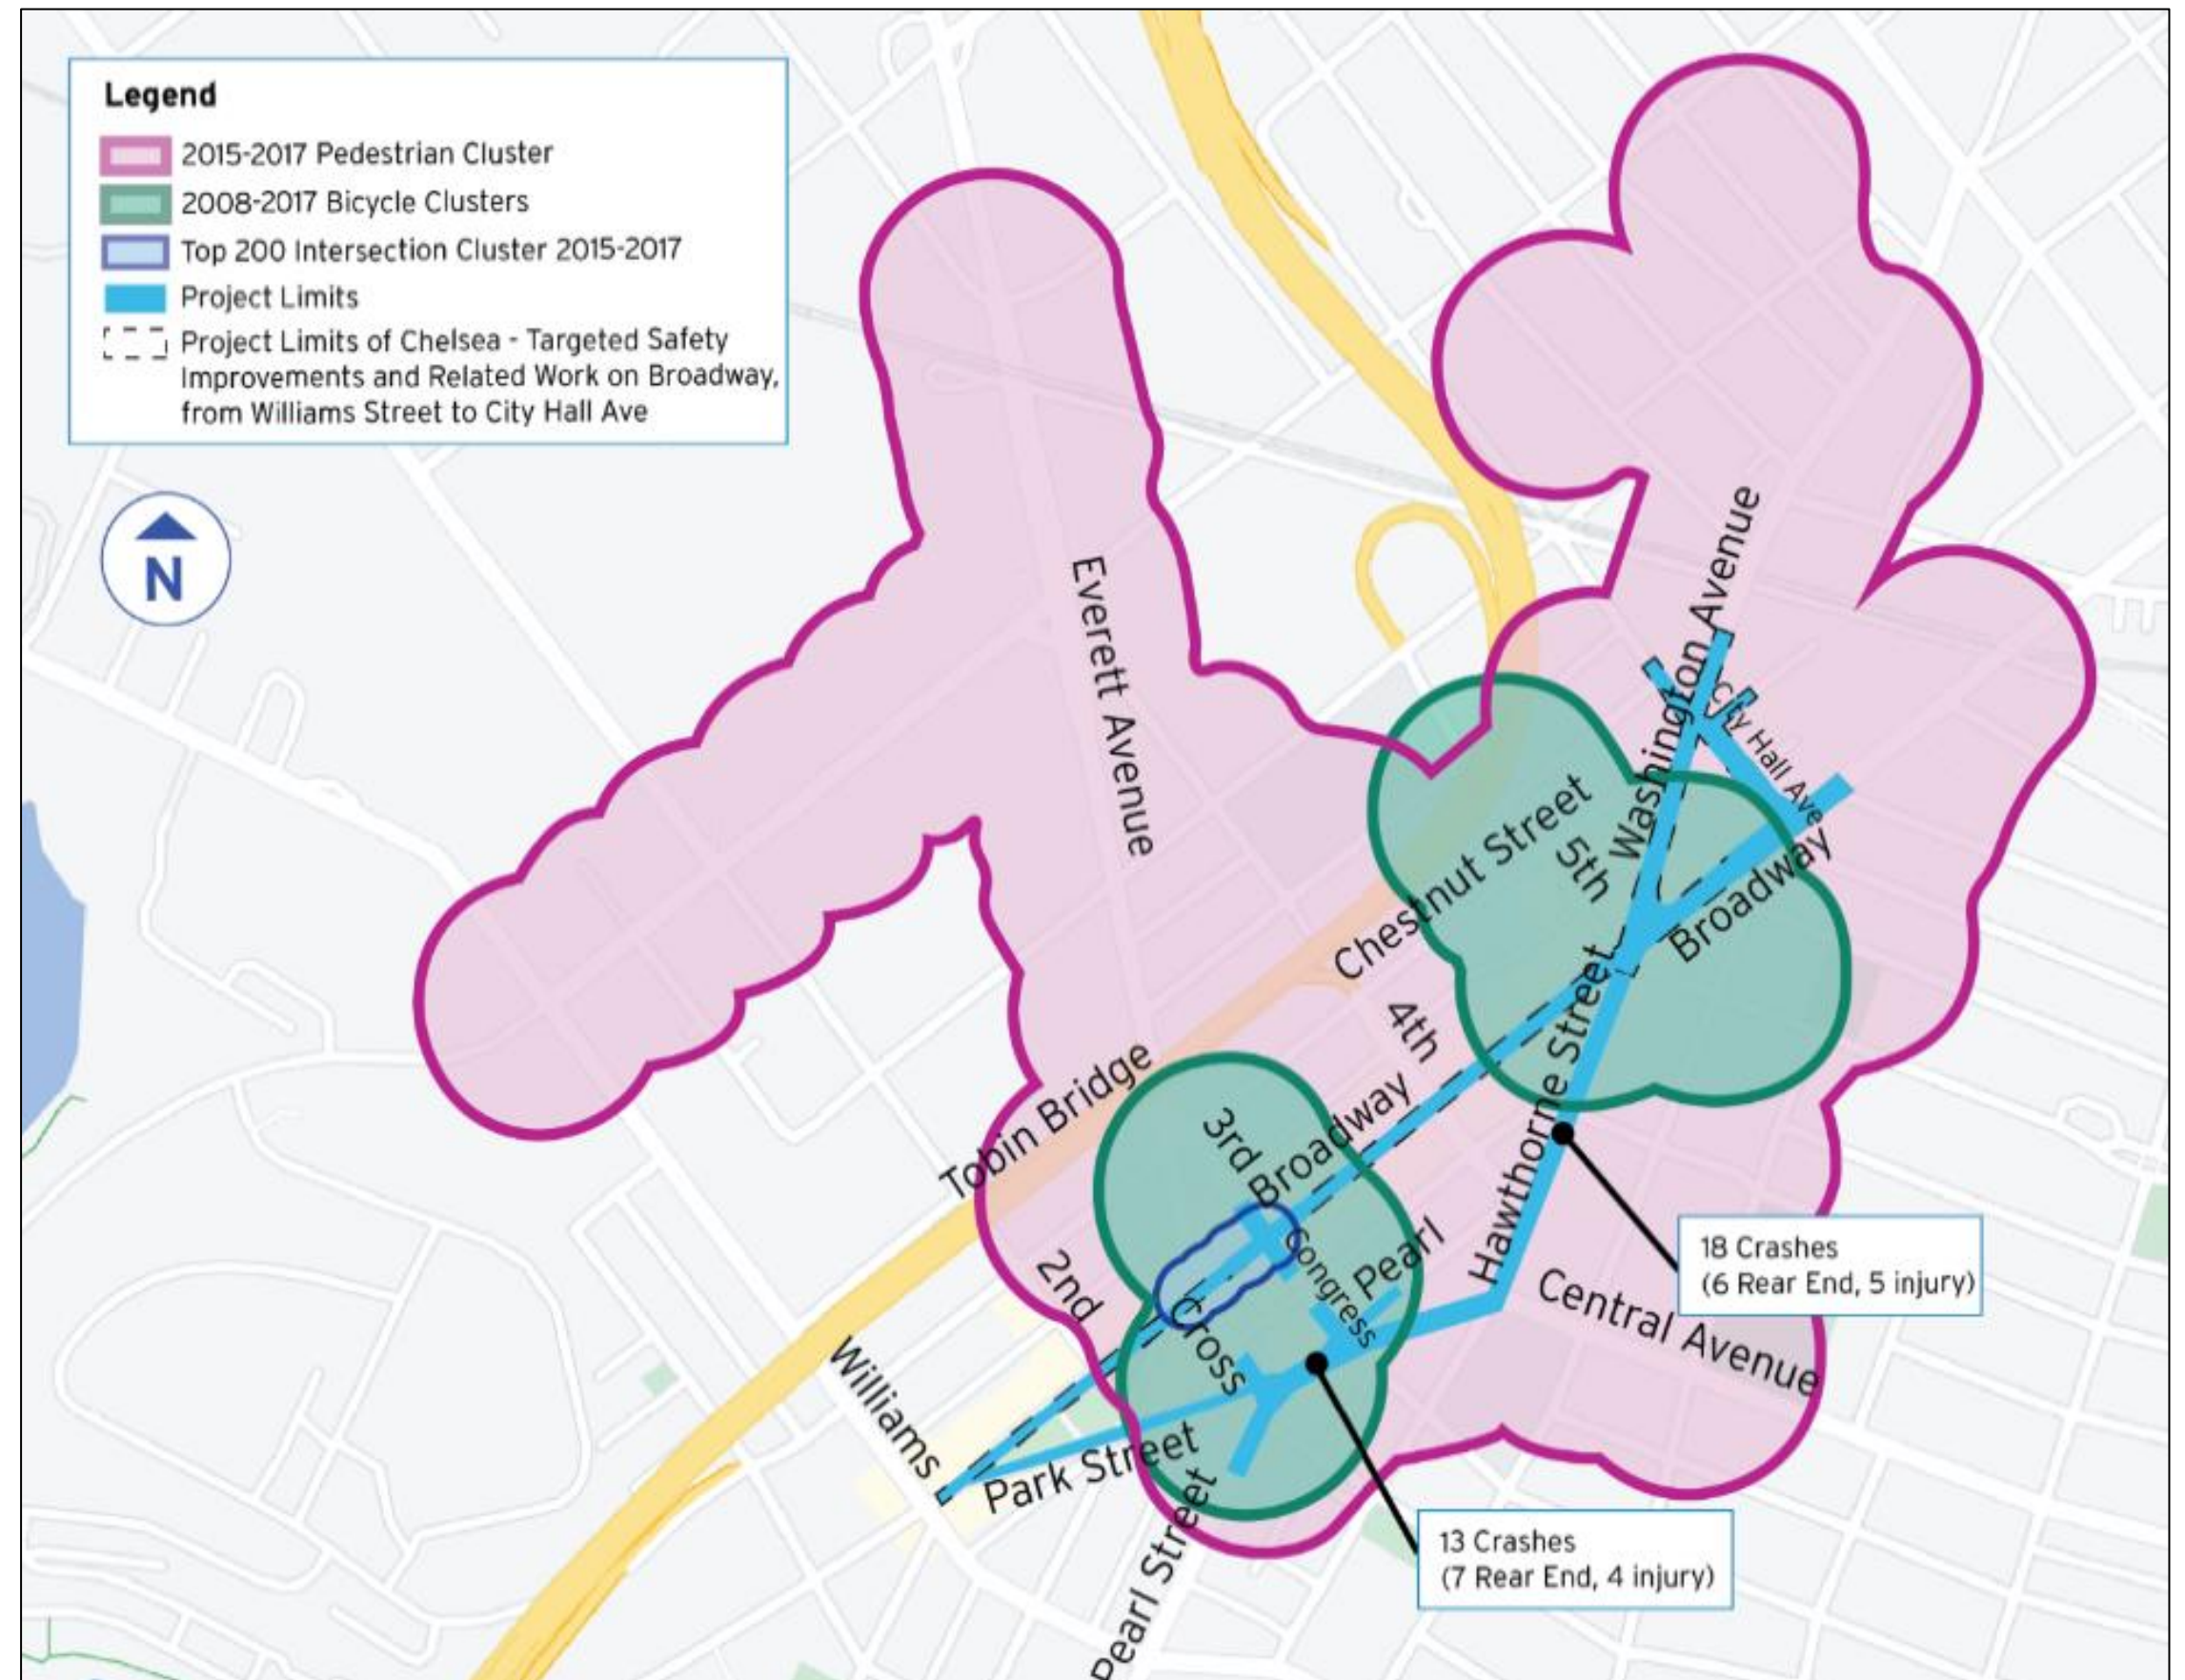 Legend
2015-2017 Pedestrian Cluster
2008-2017 Bicycle Clusters
Top 200 Intersection Cluster 2015-2017
Project Limits
Project Limits of Chelsea - Targeted Safety
Improvements and Related Work on Broadway,
from Williams Street to City Hall Ave
N
Everett Avenue
Washington Avenue
City Hall Ave
Chestnut Street
5th
Broadway
4th
Hawthorne Street
Tobin Bridge
3rd
Broadway
Congress
Pearl
2nd
Cross
Central Avenue
18 Crashes
(6 Rear End, 5 injury)
Williams
Park Street
Pearl Street
13 Crashes
(7 Rear End, 4 injury)